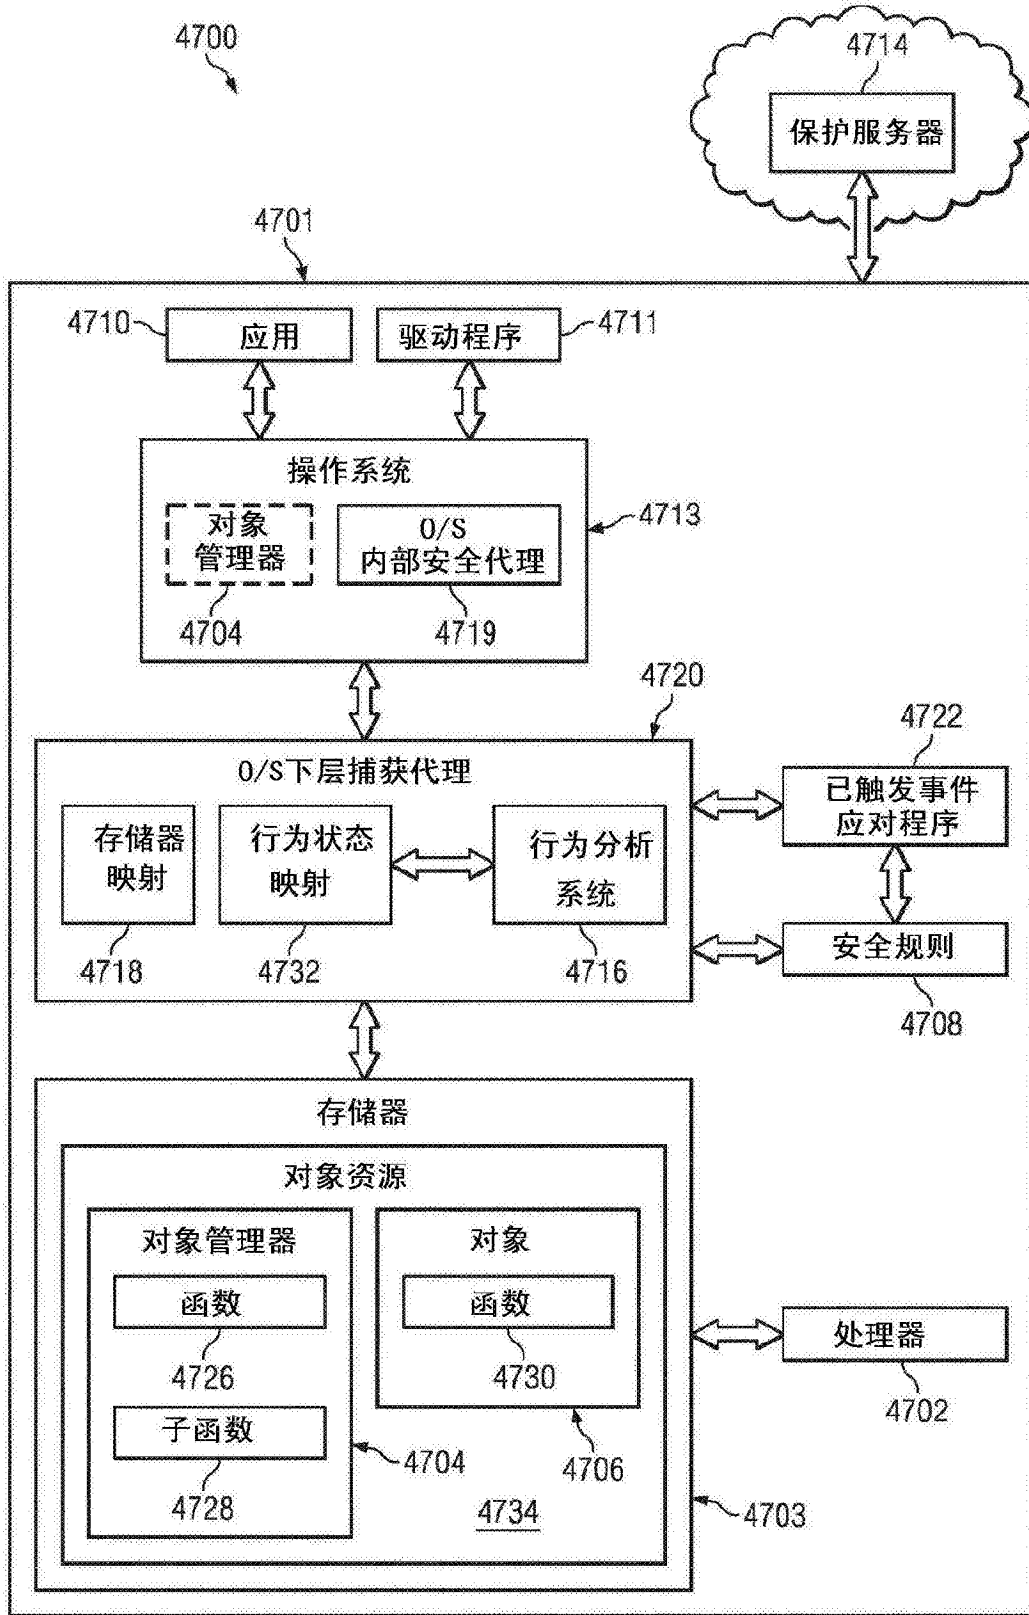 4700
4714
保护服务器
4701
4710
应用
驱动程序
4711
操作系统
对象
管理器
O/S
内部安全代理
4713
4704
4719
4720
O/S下层捕获代理
4722
已触发事件
应对程序
存储器
映射
行为状态
映射
行为分析
系统
4718
4732
4716
安全规则
4708
存储器
对象资源
对象管理器
对象
函数
函数
4726
4730
处理器
4702
子函数
4704
4706
4728
4734
4703